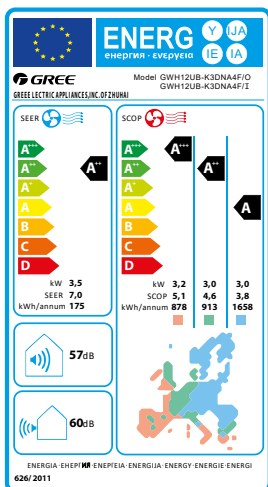 ENERG
енергия · ενεργεια
Y IJA
IE IA
GREE
GREEE LECTRIC APPLIANCES,INC.OF ZHUHAI
Model GWH12UB-K3DNA4F/O
GWH12UB-K3DNA4F/I
SEER
SCOP
A+++
A++
A+
A
B
C
D
A++
A+++
A++
A+
A
B
C
D
A+++
A++
A
kW 3,5
SEER 7,0
kWh/annum 175
kW 3,2 3,0 3,0
SCOP 5,1 4,6 3,8
kWh/annum 878 913 1658
57dB
60dB
ENERGIA · ЕНЕРГИЯ · ΕΝΕΡΓΕΙΑ · ENERGIJA · ENERGY · ENERGIE · ENERGI
626/2011